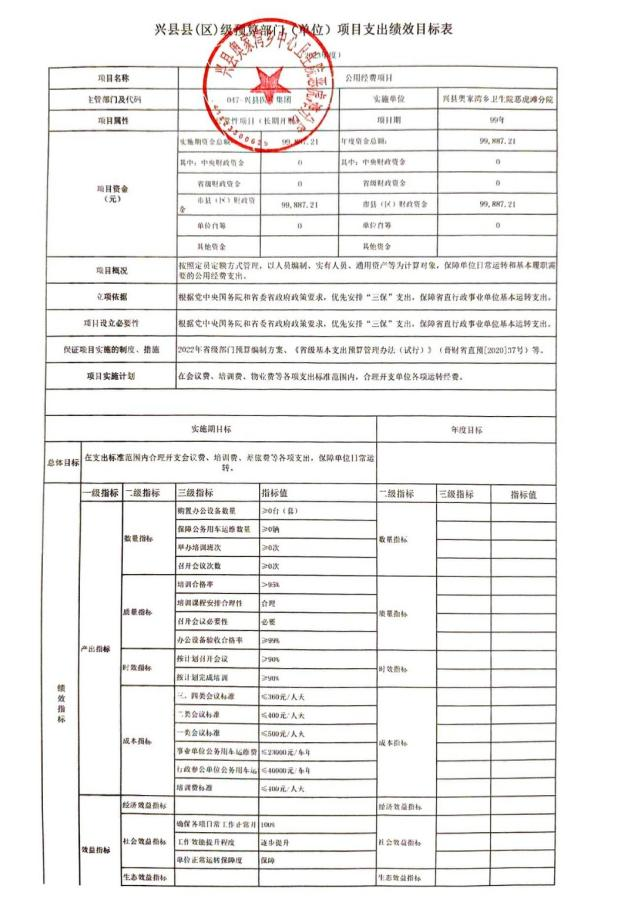 兴县县(区)级预算部门(单位)项目支出绩效目标表
年度)
项目名称 公用经费项目
主管部门及代码 047-兴县医 集团 实施单位 兴县奥家湾乡卫生院恶虎滩分院
项目属性 性项目(长期 项目期 99年
项目资金
(元)
实施期资金总额 99,887.21 年度资金总额: 99,887.21
其中:中央财政资金 0 其中:中央财政资金 0
省级财政资金 0 省级财政资金 0
市县(区)财政资金 99,887.21 市县(区)财政资金 99,887.21
单位自筹 0 单位自筹 0
其他资金 其他资金
项目概况 按照定员定额方式管理,以人员编制、实有人员、通用资产等为计算对象,保障单位日常运转和基本履职需要的公用经费支出。
立项依据 根据党中央国务院和省委省政府政策要求,优先安排“三保”支出,保障省直行政事业单位基本运转支出。
项目设立必要性 根据党中央国务院和省委省政府政策要求,优先安排“三保”支出,保障省直行政事业单位基本运转支出。
保证项目实施的制度、措施 2022年省级部门预算编制方案、《省级基本支出预算管理办法(试行)》(晋财省直预[2020]37号)等。
项目实施计划 在会议费、培训费、物业费等各项支出标准范围内,合理开支单位各项运转经费。
实施期目标 年度目标
总体目标 在支出标准范围内合理开支会议费、培训费、差旅费等各项支出,保障单位日常运转。
一级指标 二级指标 三级指标 指标值 二级指标 三级指标 指标值
绩效指标
产出指标
数量指标 购置办公设备数量 ≥0台(套) 数量指标
保障公务用车运维数量 ≥0辆
举办培训班次 ≥0次
召开会议次数 ≥0次
质量指标 培训合格率 >95% 质量指标
培训课程安排合理性 合理
召开会议必要性 必要
办公设备验收合格率 ≥99%
时效指标 按计划召开会议 ≥90% 时效指标
按计划完成培训 ≥90%
成本指标 三、四类会议标准 ≤360元/人天 成本指标
二类会议标准 ≤400元/人天
一类会议标准 ≤500元/人天
事业单位公务用车运维费 ≤23000元/车年
行政参公单位公务用车运 ≤40000元/车年
培训费标准 ≤400元/人天
效益指标
经济效益指标 经济效益指标
社会效益指标 确保各项日常工作正常开 100% 社会效益指标
工作效能提升程度 逐步提升
单位正常运转保障度 保障
生态效益指标 生态效益指标